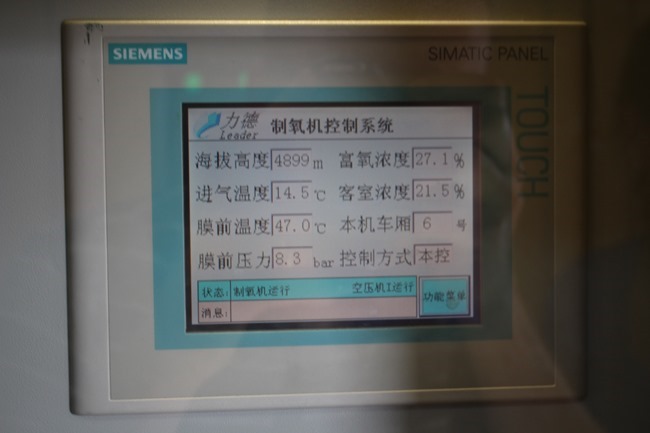 SIEMENS
SIMATIC PANEL
TOUCH
力德
Leader
制氧机控制系统
海拔高度 4899 m 富氧浓度 27.1 %
进气温度 14.5 ℃ 客室浓度 21.5 %
膜前温度 47.0 ℃ 本机车厢 6 号
膜前压力 8.3 bar 控制方式 本控
状态: 制氧机运行 空压机1运行
消息:
功能菜单